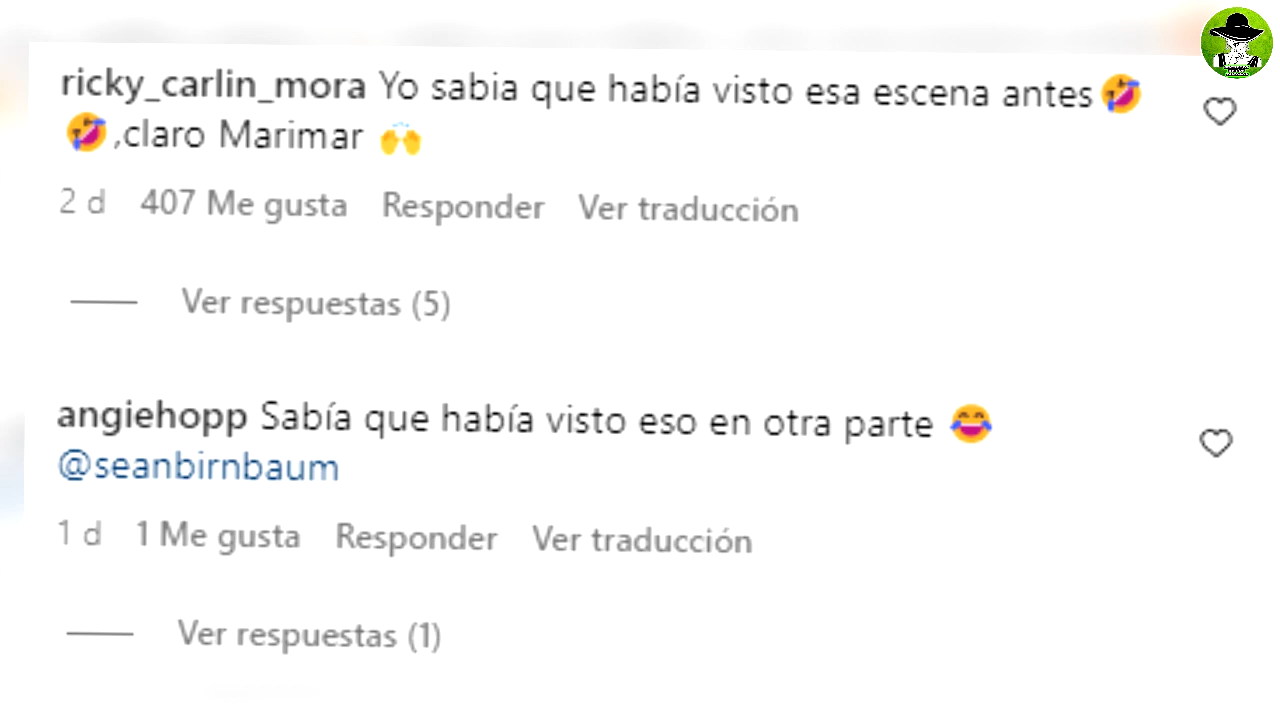 ricky_carlin_mora Yo sabia que había visto esa escena antes🤣
🤣,claro Marimar 🙌
2 d 407 Me gusta Responder Ver traducción
Ver respuestas (5)
angiehopp Sabía que había visto eso en otra parte 😂
@seanbirnbaum
1 d 1 Me gusta Responder Ver traducción
Ver respuestas (1)